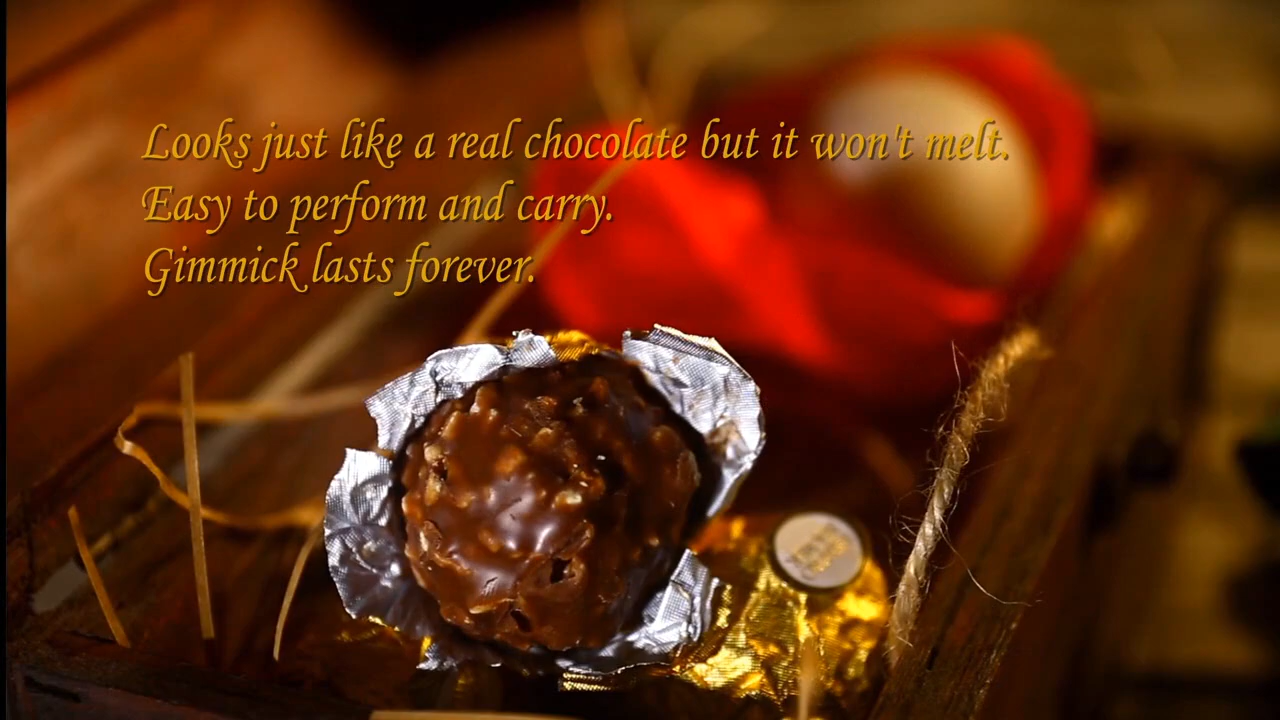 Looks just like a real chocolate but it won't melt.
Easy to perform and carry.
Gimmick lasts forever.